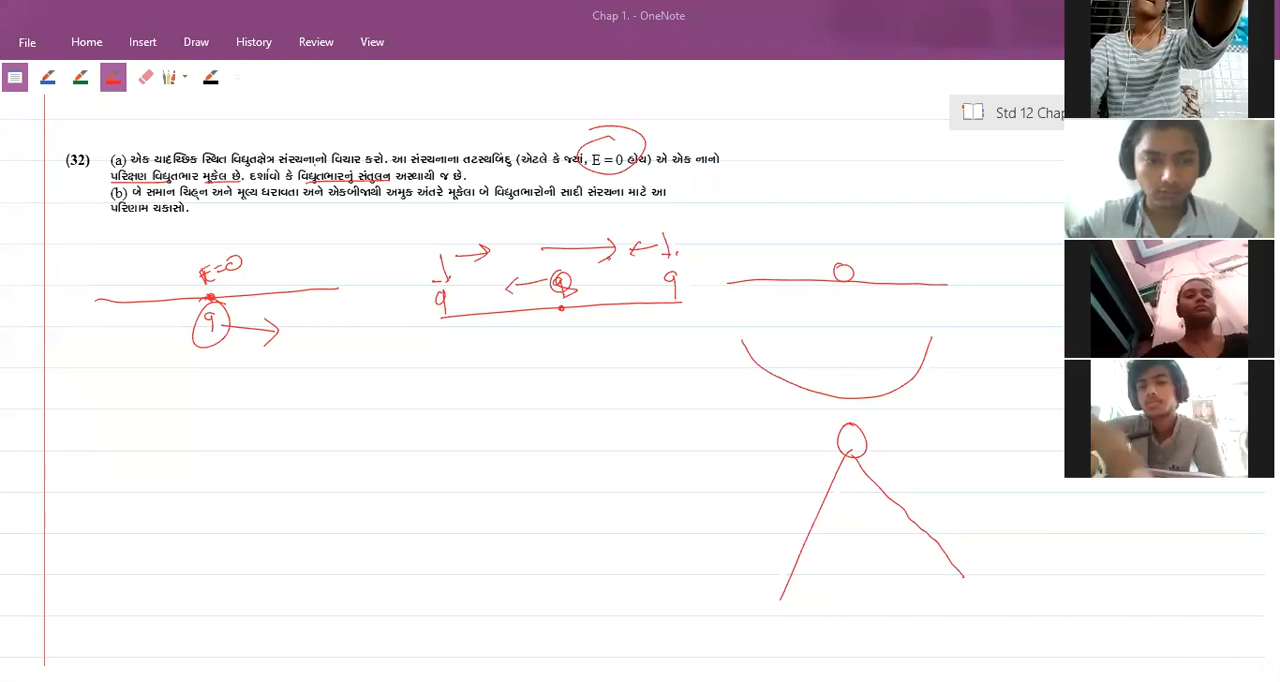 Chap 1. - OneNote
File Home Insert Draw History Review View
Std 12 Chap
(32) (a) એક યાદૃચ્છિક સ્થિત વિદ્યુતક્ષેત્ર સંરચનાનો વિચાર કરો. આ સંરચનાના તટસ્થબિંદુ (એટલે કે જ્યાં, E = 0 હોય) એ એક નાનો
પરિક્ષણ વિદ્યુતભાર મૂકેલ છે. દર્શાવો કે વિદ્યુતભારનું સંતુલન અસ્થાયી જ છે.
(b) બે સમાન ચિહ્ન અને મૂલ્ય ધરાવતા અને એકબીજાથી અમુક અંતરે મૂકેલા બે વિદ્યુતભારોની સાદી સંરચના માટે આ
પરિણામ ચકાસો.
E=0
q
q q q